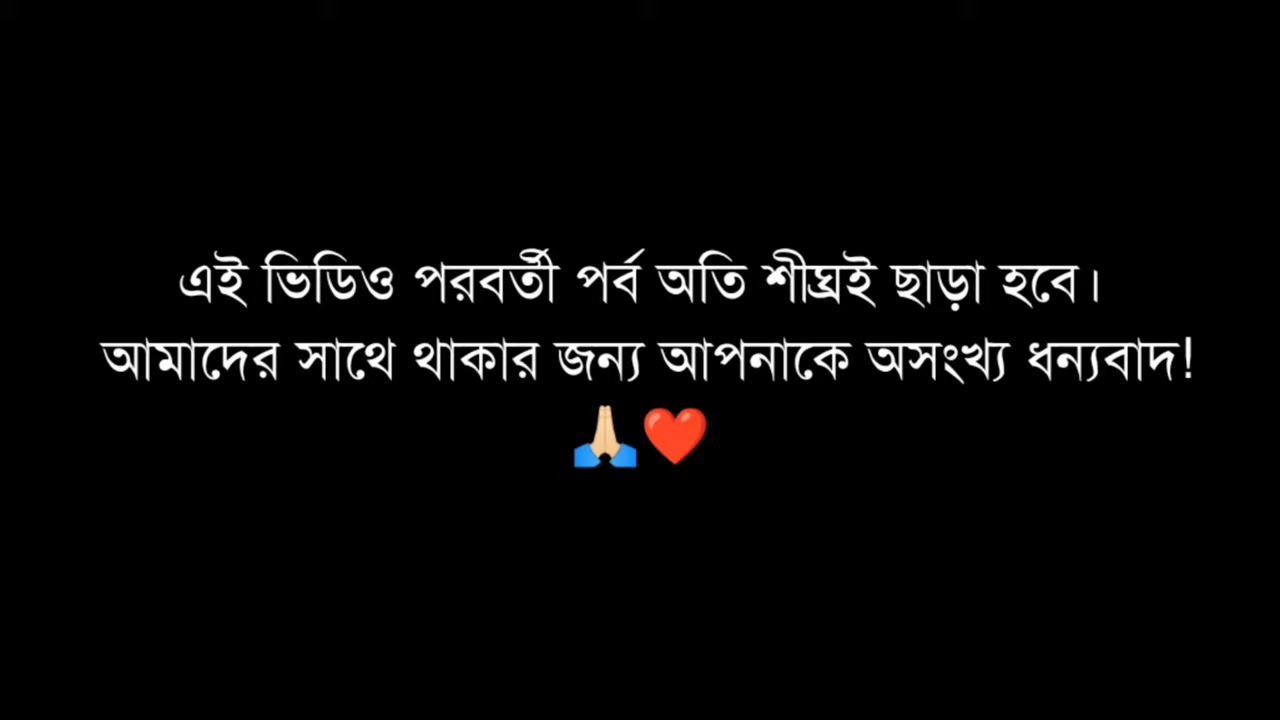 এই ভিডিও পরবর্তী পর্ব অতি শীঘ্রই ছাড়া হবে।
আমাদের সাথে থাকার জন্য আপনাকে অসংখ্য ধন্যবাদ!
🙏🏼❤️